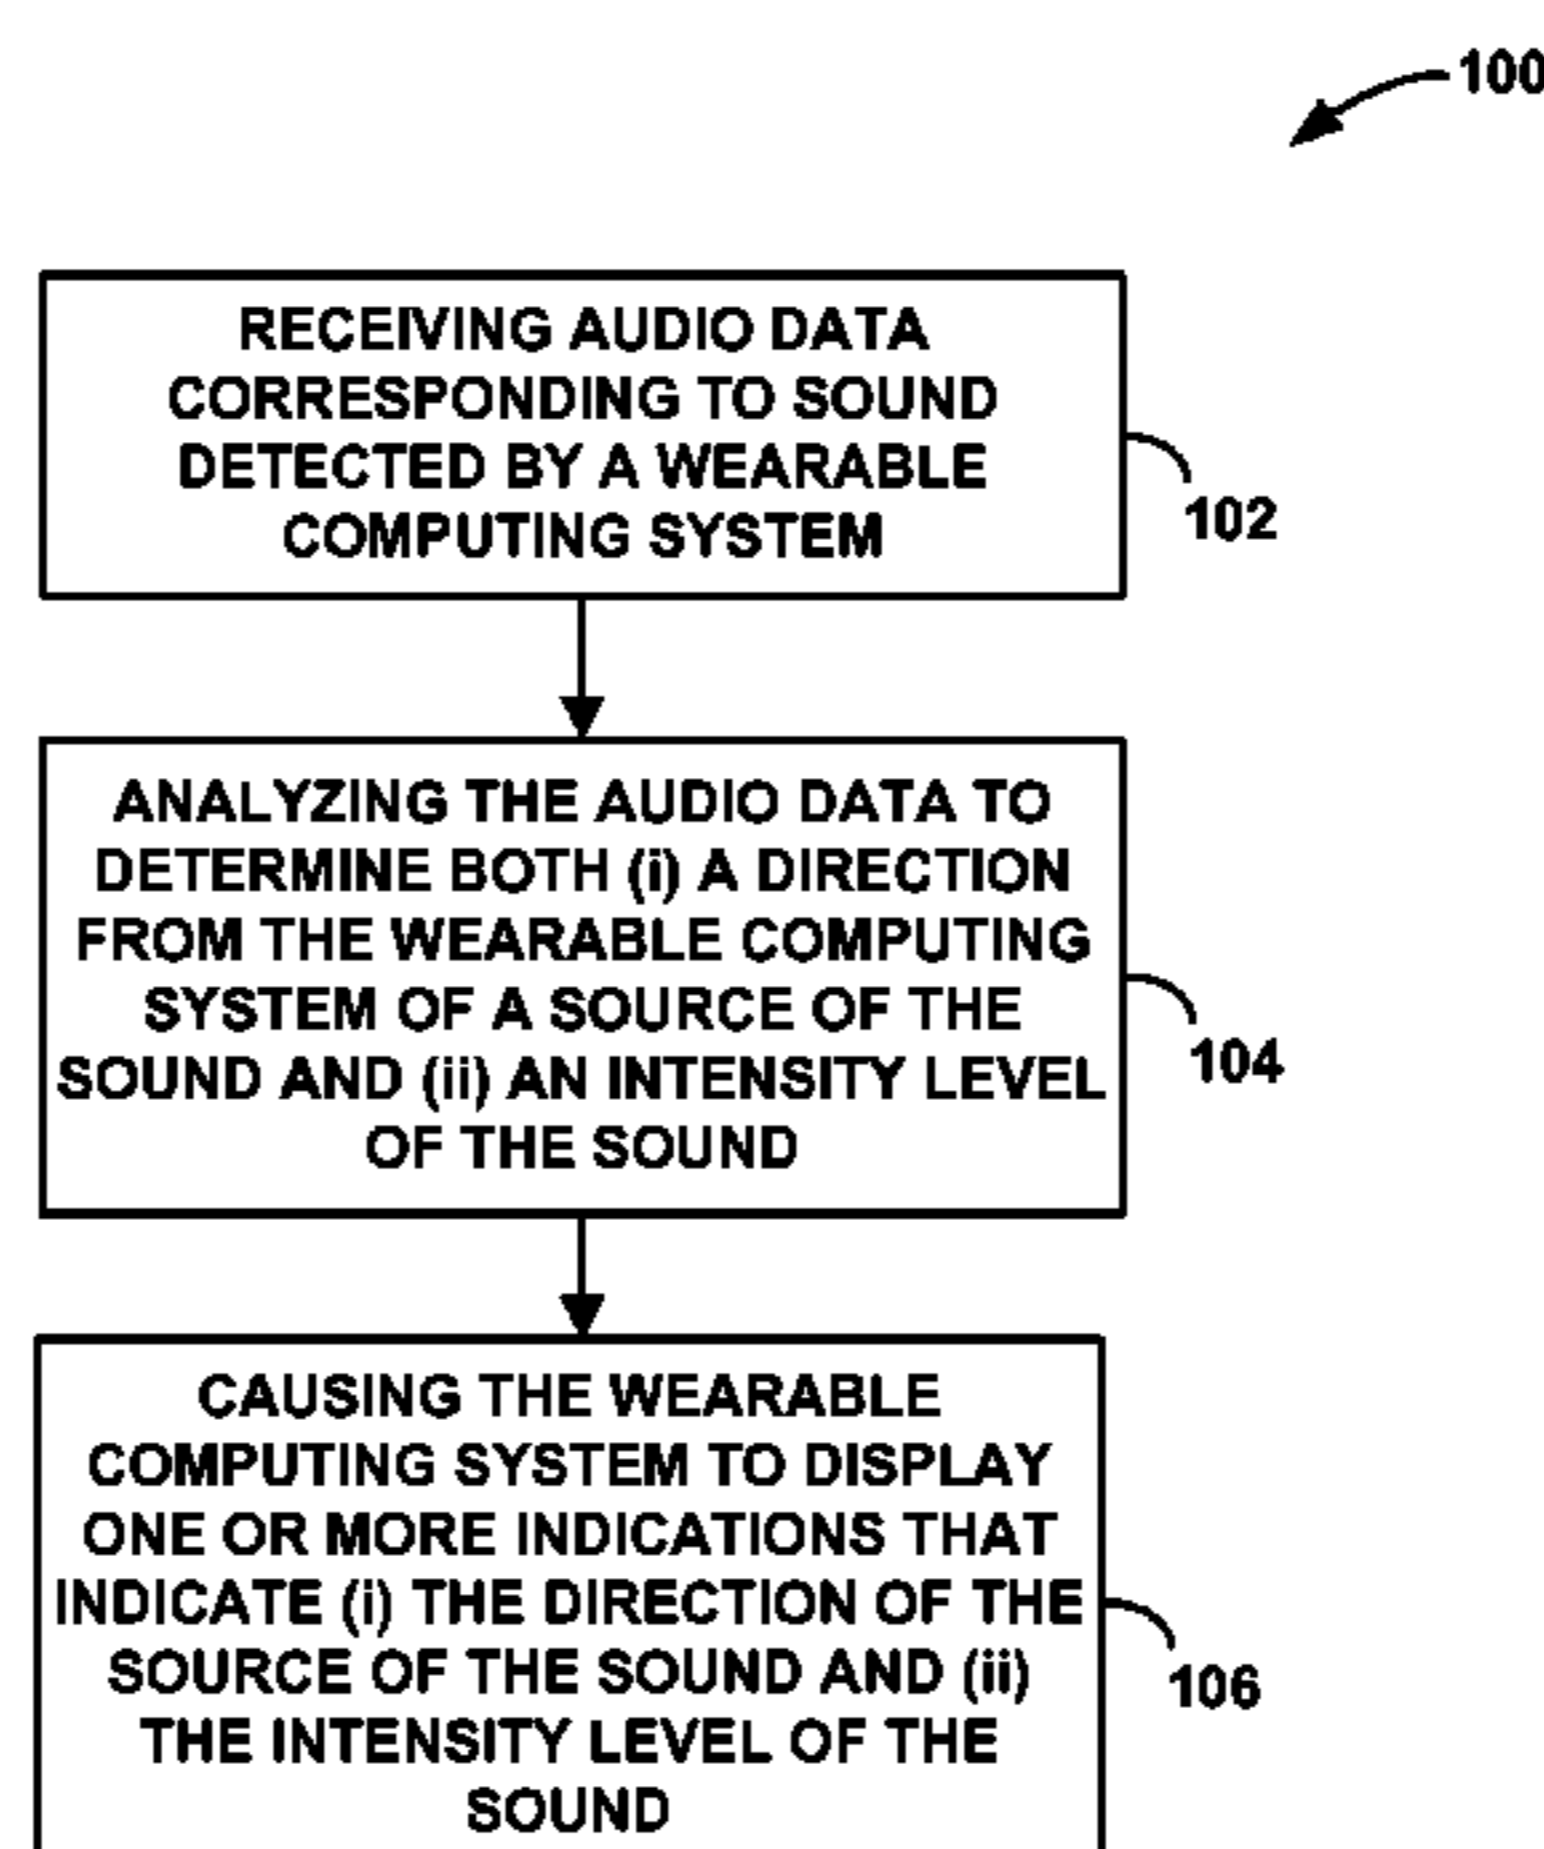 100
RECEIVING AUDIO DATA
CORRESPONDING TO SOUND
DETECTED BY A WEARABLE
COMPUTING SYSTEM
102
ANALYZING THE AUDIO DATA TO
DETERMINE BOTH (i) A DIRECTION
FROM THE WEARABLE COMPUTING
SYSTEM OF A SOURCE OF THE
SOUND AND (ii) AN INTENSITY LEVEL
OF THE SOUND
104
CAUSING THE WEARABLE
COMPUTING SYSTEM TO DISPLAY
ONE OR MORE INDICATIONS THAT
INDICATE (i) THE DIRECTION OF THE
SOURCE OF THE SOUND AND (ii)
THE INTENSITY LEVEL OF THE
SOUND
106